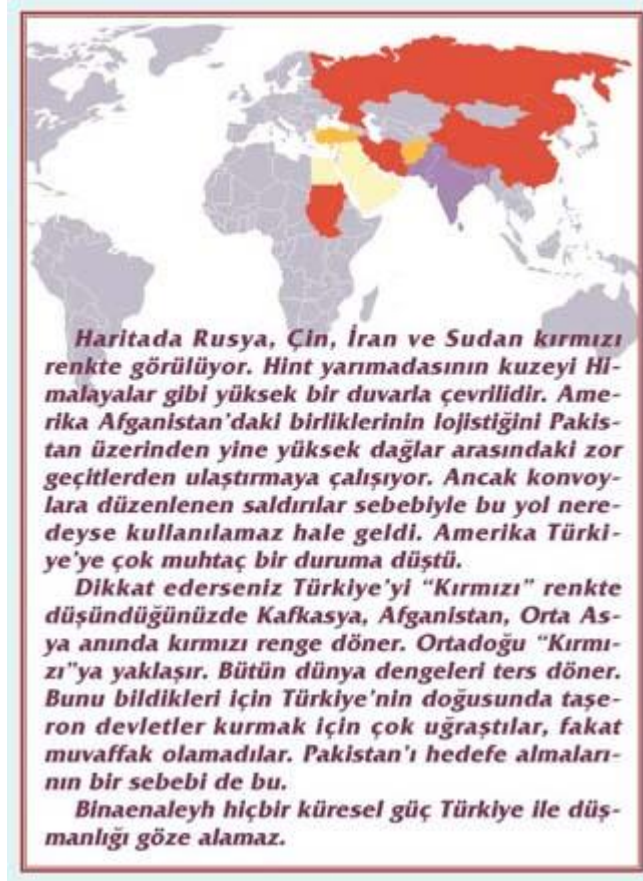 Haritada Rusya, Çin, İran ve Sudan kırmızı
renkte görülüyor. Hint yarımadasının kuzeyi Hi-
malayalar gibi yüksek bir duvarla çevrilidir. Ame-
rika Afganistan'daki birliklerinin lojistiğini Pakis-
tan üzerinden yine yüksek dağlar arasındaki zor
geçitlerden ulaştırmaya çalışıyor. Ancak konvoy-
lara düzenlenen saldırılar sebebiyle bu yol nere-
deyse kullanılamaz hale geldi. Amerika Türki-
ye'ye çok muhtaç bir duruma düştü.
Dikkat ederseniz Türkiye'yi “Kırmızı” renkte
düşündüğünüzde Kafkasya, Afganistan, Orta As-
ya anında kırmızı renge döner. Ortadoğu “Kırmı-
zı”ya yaklaşır. Bütün dünya dengeleri ters döner.
Bunu bildikleri için Türkiye'nin doğusunda taşe-
ron devletler kurmak için çok uğraştılar, fakat
muvaffak olamadılar. Pakistan'ı hedefe almaları-
nın bir sebebi de bu.
Binaenaleyh hiçbir küresel güç Türkiye ile düş-
manlığı göze alamaz.